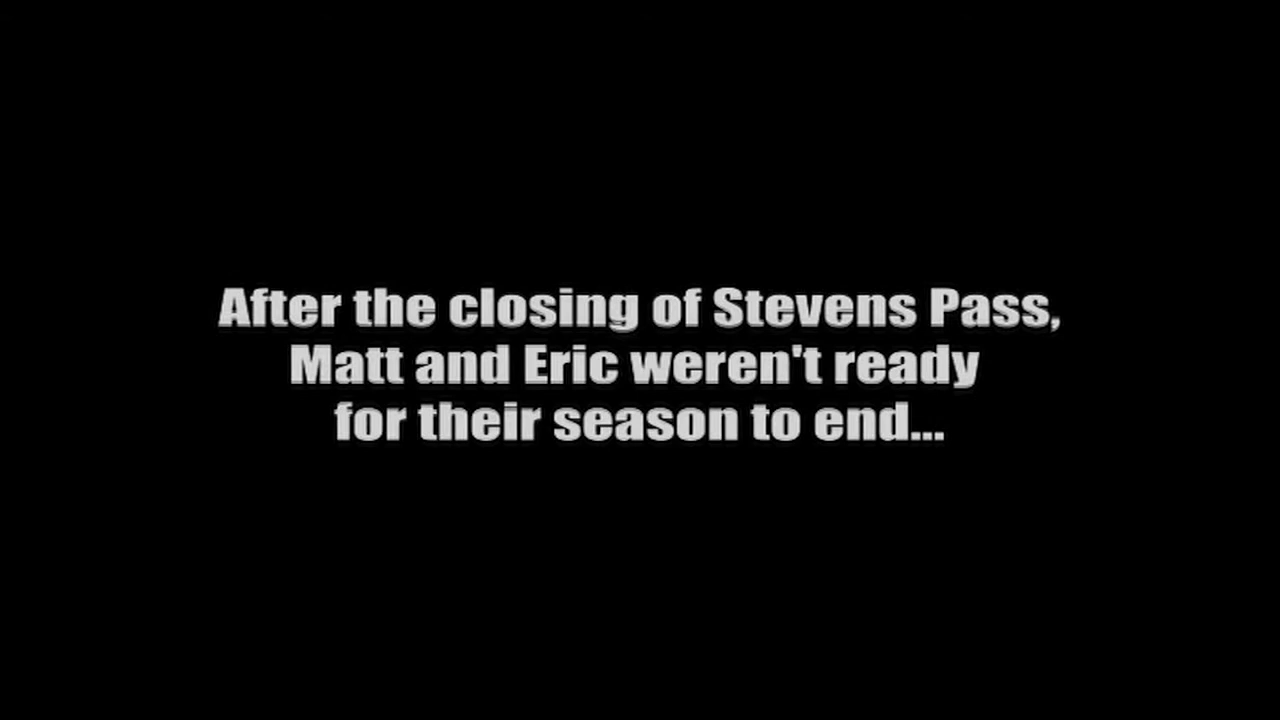 After the closing of Stevens Pass,
Matt and Eric weren't ready
for their season to end...